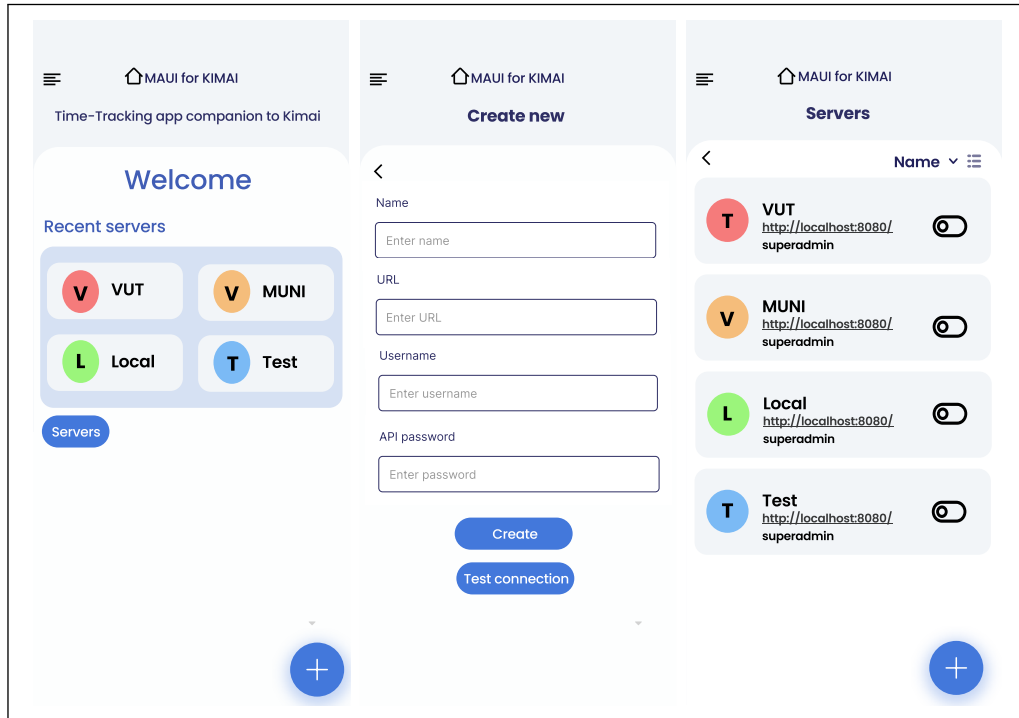 MAUI for KIMAI
Time-Tracking app companion to Kimai
Welcome
Recent servers
V VUT
V MUNI
L Local
T Test
Servers
MAUI for KIMAI
Create new
Name
Enter name
URL
Enter URL
Username
Enter username
API password
Enter password
Create
Test connection
MAUI for KIMAI
Servers
Name
T
VUT
http://localhost:8080/
superadmin
V
MUNI
http://localhost:8080/
superadmin
L
Local
http://localhost:8080/
superadmin
T
Test
http://localhost:8080/
superadmin